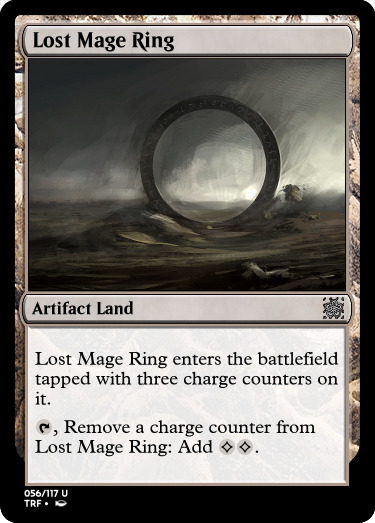 Lost Mage Ring
Artifact Land
Lost Mage Ring enters the battlefield
tapped with three charge counters on
it.
, Remove a charge counter from
Lost Mage Ring: Add .
056/117 U
TRF •